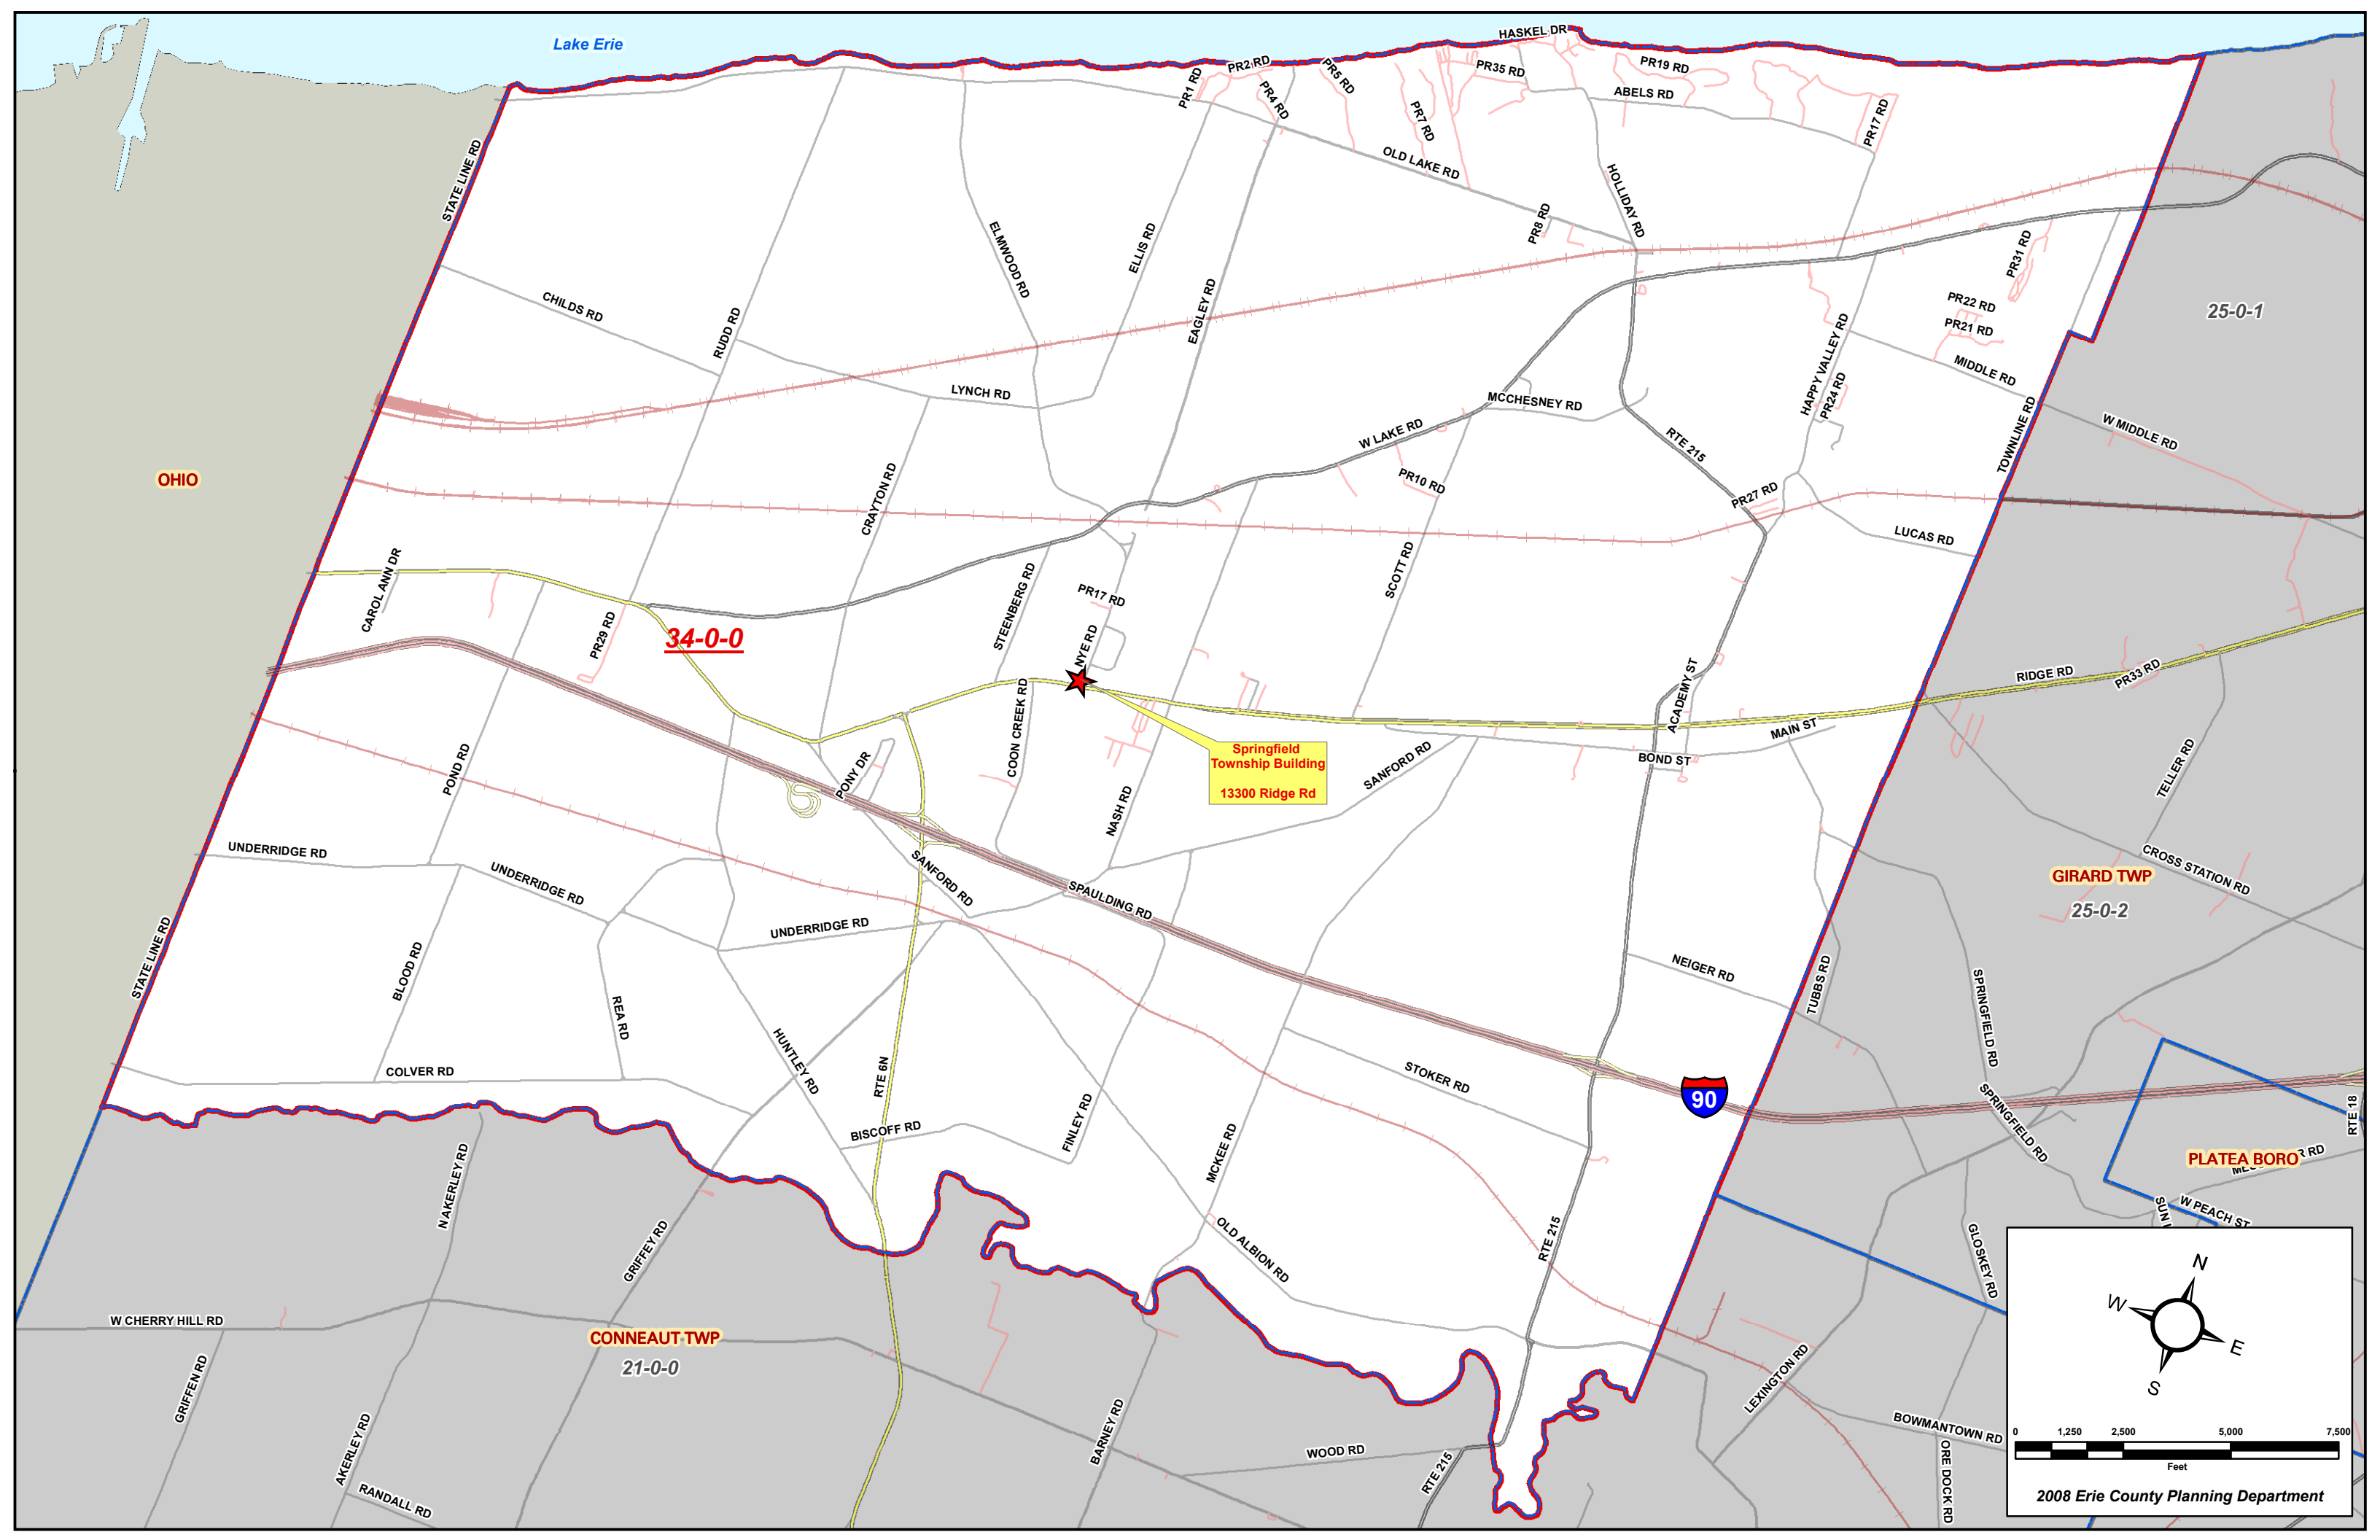 Lake Erie
HASKEL DR
PR1 RD
PR2 RD
PR4 RD
PR5 RD
PR7 RD
PR35 RD
PR19 RD
ABELS RD
PR17 RD
STATE LINE RD
OLD LAKE RD
HOLLIDAY RD
PR8 RD
ELMWOOD RD
ELLIS RD
EAGLEY RD
PR31 RD
PR22 RD
PR21 RD
25-0-1
CHILDS RD
RUDD RD
HAPPY VALLEY RD
PR24 RD
MIDDLE RD
LYNCH RD
MCCHESNEY RD
W LAKE RD
RTE 215
TOWNLINE RD
W MIDDLE RD
OHIO
CRAYTON RD
PR10 RD
PR27 RD
LUCAS RD
CAROL ANN DR
STEENBERG RD
SCOTT RD
PR17 RD
PR29 RD
34-0-0
NYE RD
ACADEMY ST
RIDGE RD
PR33 RD
COON CREEK RD
MAIN ST
BOND ST
Springfield
Township Building
13300 Ridge Rd
SANFORD RD
POND RD
PONY DR
NASH RD
TELLER RD
UNDERRIDGE RD
UNDERRIDGE RD
SANFORD RD
SPAULDING RD
CROSS STATION RD
GIRARD TWP
25-0-2
UNDERRIDGE RD
STATE LINE RD
BLOOD RD
REA RD
NEIGER RD
TUBBS RD
SPRINGFIELD RD
HUNTLEY RD
RTE 6N
COLVER RD
STOKER RD
90
SPRINGFIELD RD
RTE 18
BISCOFF RD
FINLEY RD
MCKEE RD
PLATEA BORO
RD
N AKERLEY RD
GRIFFEY RD
OLD ALBION RD
RTE 215
GLOSKEY RD
SUN
W PEACH ST
W CHERRY HILL RD
CONNEAUT TWP
21-0-0
GRIFFEN RD
AKERLEY RD
RANDALL RD
BARNEY RD
WOOD RD
RTE 215
LEXINGTON RD
BOWMANTOWN RD
ORE DOCK RD
N
W
E
S
0 1,250 2,500 5,000 7,500
Feet
2008 Erie County Planning Department